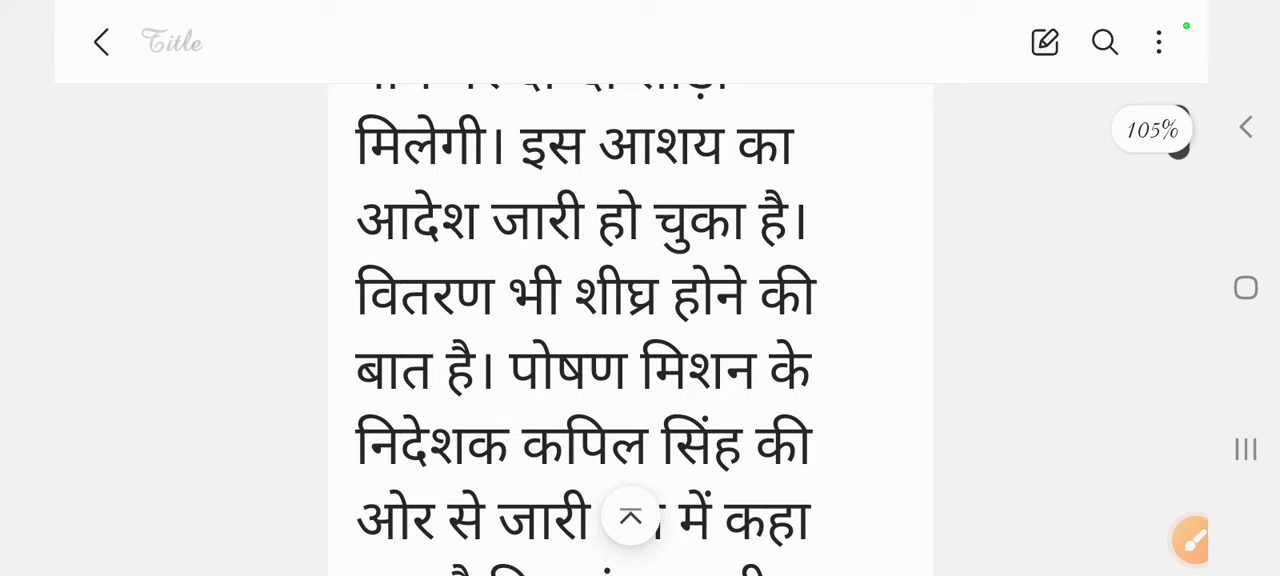 Title
105%
मिलेगी। इस आशय का
आदेश जारी हो चुका है।
वितरण भी शीघ्र होने की
बात है। पोषण मिशन के
निदेशक कपिल सिंह की
ओर से जारी में कहा